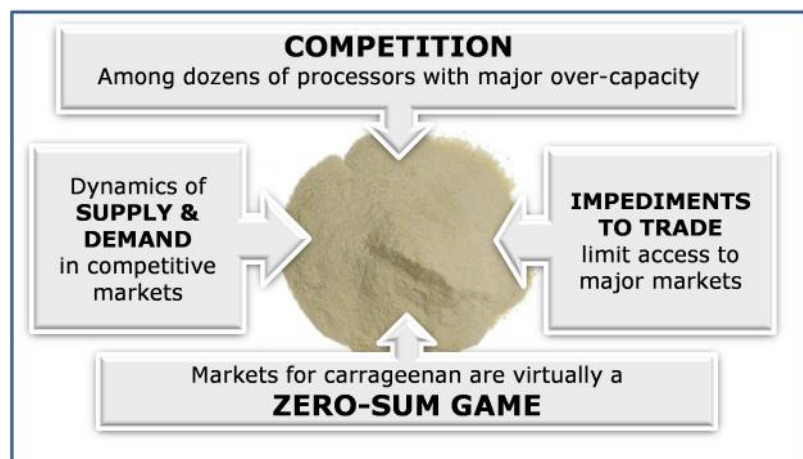 COMPETITION
Among dozens of processors with major over-capacity
Dynamics of
SUPPLY &
DEMAND
in competitive
markets
IMPEDIMENTS
TO TRADE
limit access to
major markets
Markets for carrageenan are virtually a
ZERO-SUM GAME